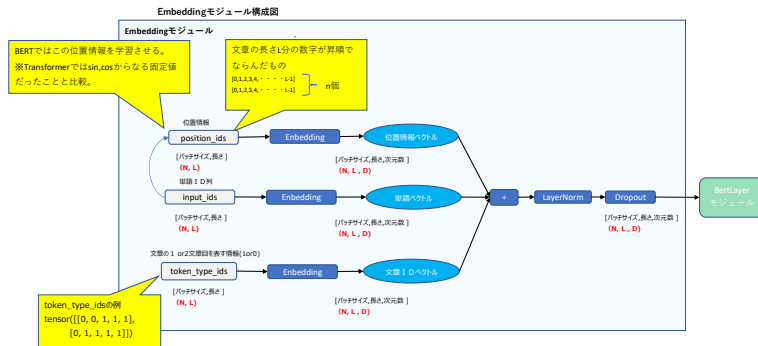 Embeddingモジュール構成図
Embeddingモジュール
BERTではこの位置情報を学習させる。
※Transformerではsin,cosからなる固定値
だったことと比較。
文章の長さL分の数字が昇順で
ならんだもの
[0,1,2,3,4,・・・・L-1]
[0,1,2,3,4,・・・・L-1]
n個
位置情報
position_ids
Enbedding
位置情報ベクトル
[バッチサイズ,長さ]
(N, L)
[バッチサイズ,長さ,次元数 ]
(N, L , D)
単語ＩＤ列
input_ids
Enbedding
単語ベクトル
+
LayerNorm
Dropout
BertLayer
モジュール
[バッチサイズ,長さ]
(N, L)
[バッチサイズ,長さ,次元数 ]
(N, L , D)
[バッチサイズ,長さ,次元数 ]
(N, L , D)
文章の１ or2文章目を表す情報(1or0)
token_type_ids
Enbedding
文章ＩＤベクトル
[バッチサイズ,長さ]
(N, L)
[バッチサイズ,長さ,次元数 ]
(N, L , D)
token_type_idsの例
tensor([[0, 0, 1, 1, 1],
[0, 1, 1, 1, 1]])